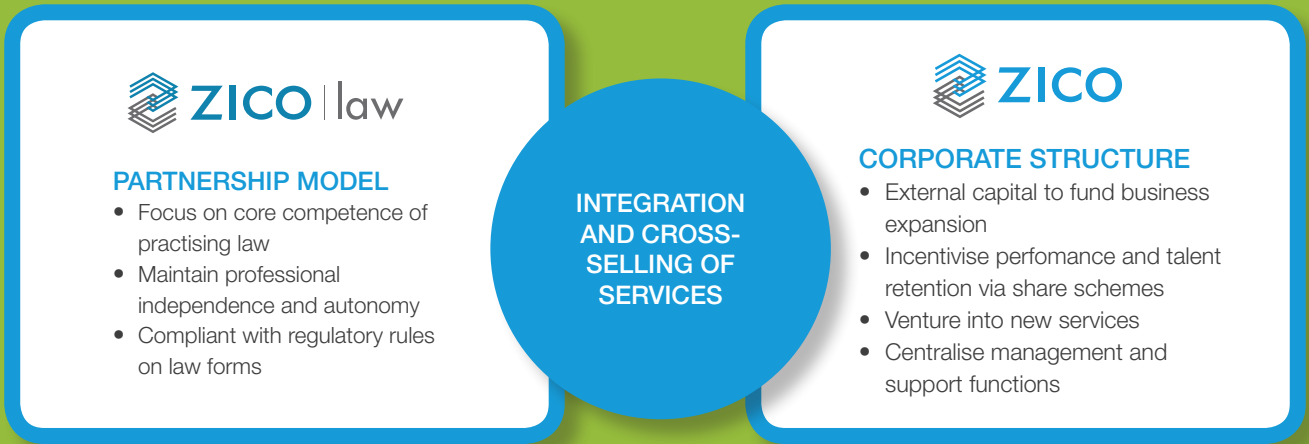 ZICO law
PARTNERSHIP MODEL
• Focus on core competence of
practising law
• Maintain professional
independence and autonomy
• Compliant with regulatory rules
on law forms
INTEGRATION
AND CROSS-
SELLING OF
SERVICES
ZICO
CORPORATE STRUCTURE
• External capital to fund business
expansion
• Incentivise perfomance and talent
retention via share schemes
• Venture into new services
• Centralise management and
support functions